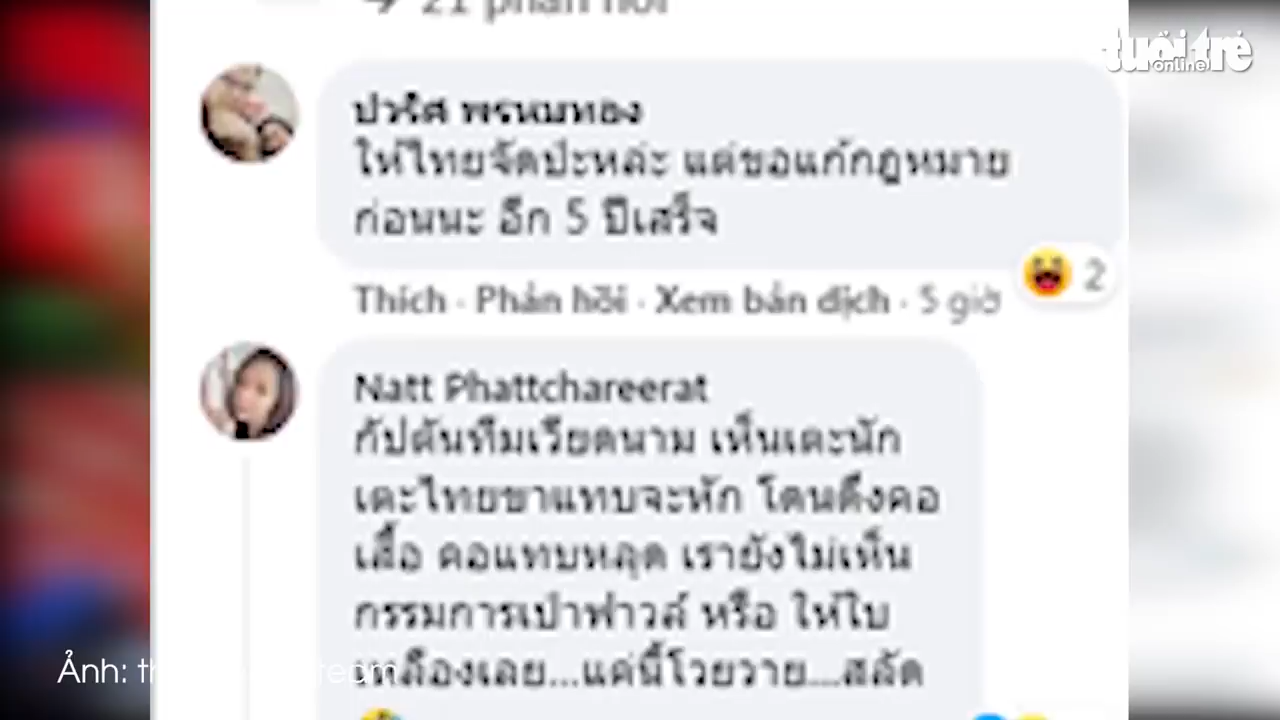 21 phản hồi
tuổi trẻ
online
ปวริศ พรหมทอง
ให้ไทยจัดป่ะหล่ะ แต่ขอแก้กฎหมาย
ก่อนนะ อีก 5 ปีเสร็จ
2
Thích · Phản hồi · Xem bản dịch · 5 giờ
Natt Phattchareerat
กัปตันทีมเวียดนาม เห็นเตะนัก
เตะไทยขาแทบจะหัก โดนดึงคอ
เสื้อ คอแทบหลุด เรายังไม่เห็น
กรรมการเป่าฟาวล์ หรือ ให้ใบ
เหลืองเลย...แค่นี้โวยวาย....สลัด
Ảnh: